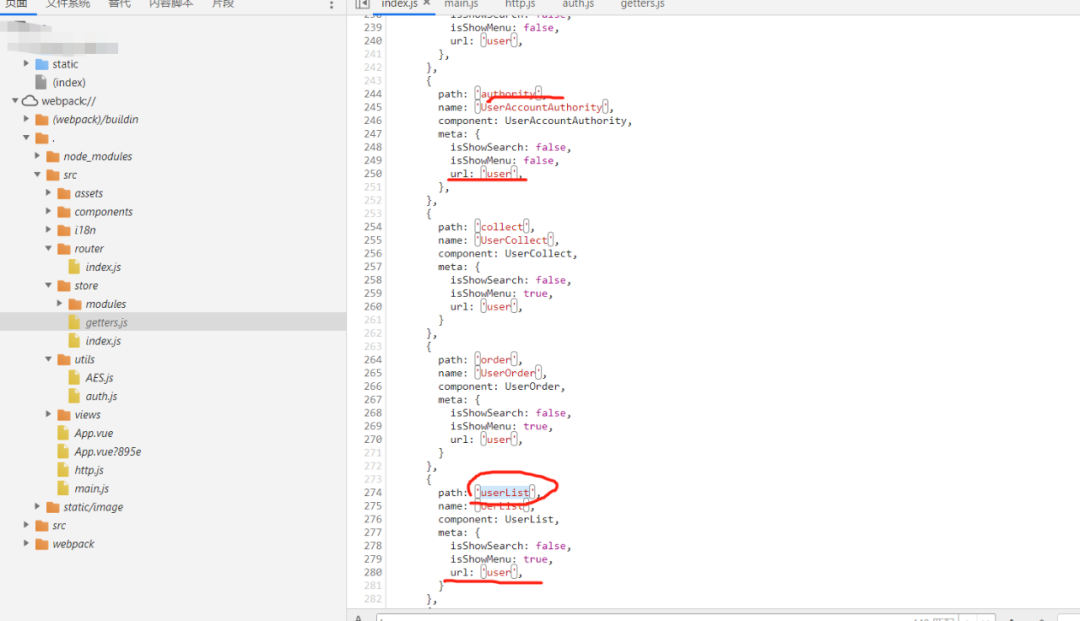 页面 文件系统 替代 内容脚本 片段
index.js × main.js http.js auth.js getters.js
static
(index)
webpack://
(webpack)/buildin
.
node_modules
src
assets
components
i18n
router
index.js
store
modules
getters.js
index.js
utils
AES.js
auth.js
views
App.vue
App.vue?895e
http.js
main.js
static/image
src
webpack
238 isShowSearch: false,
239 isShowMenu: false,
240 url: 'user',
241 },
242 },
243 {
244 path: 'authority',
245 name: 'UserAccountAuthority',
246 component: UserAccountAuthority,
247 meta: {
248 isShowSearch: false,
249 isShowMenu: false,
250 url: 'user',
251 },
252 },
253 {
254 path: 'collect',
255 name: 'UserCollect',
256 component: UserCollect,
257 meta: {
258 isShowSearch: false,
259 isShowMenu: true,
260 url: 'user',
261 }
262 },
263 {
264 path: 'order',
265 name: 'UserOrder',
266 component: UserOrder,
267 meta: {
268 isShowSearch: false,
269 isShowMenu: true,
270 url: 'user',
271 }
272 },
273 {
274 path: 'userList',
275 name: 'UerList',
276 component: UserList,
277 meta: {
278 isShowSearch: false,
279 isShowMenu: true,
280 url: 'user',
281 }
282 },